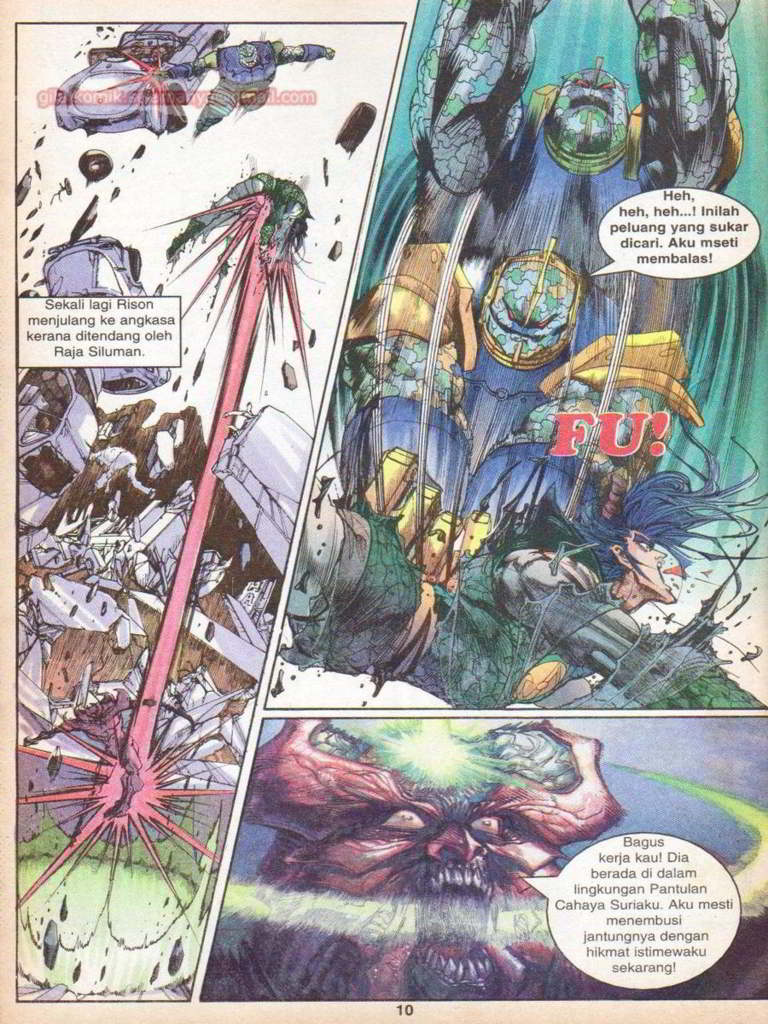 Sekali lagi Rison
menjulang ke angkasa
kerana ditendang oleh
Raja Siluman.
Heh,
heh, heh...! Inilah
peluang yang sukar
dicari. Aku mseti
membalas!
FU!
Bagus
kerja kau! Dia
berada di dalam
lingkungan Pantulan
Cahaya Suriaku. Aku mesti
menembusi
jantungnya dengan
hikmat istimewaku
sekarang!
10